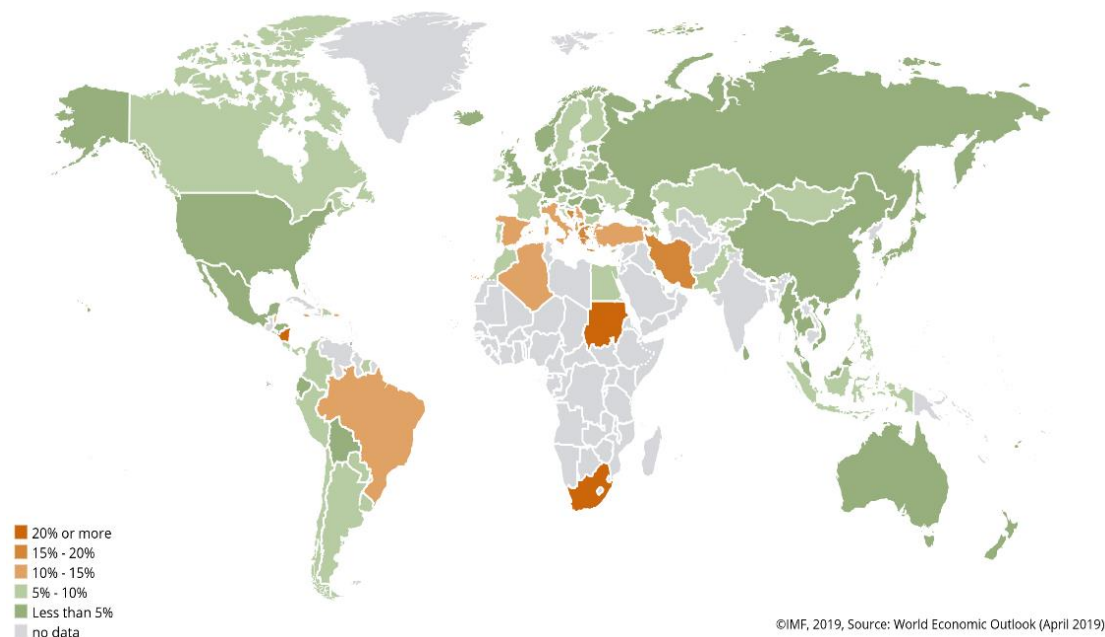 20% or more
15% - 20%
10% - 15%
5% - 10%
Less than 5%
no data
©IMF, 2019, Source: World Economic Outlook (April 2019)